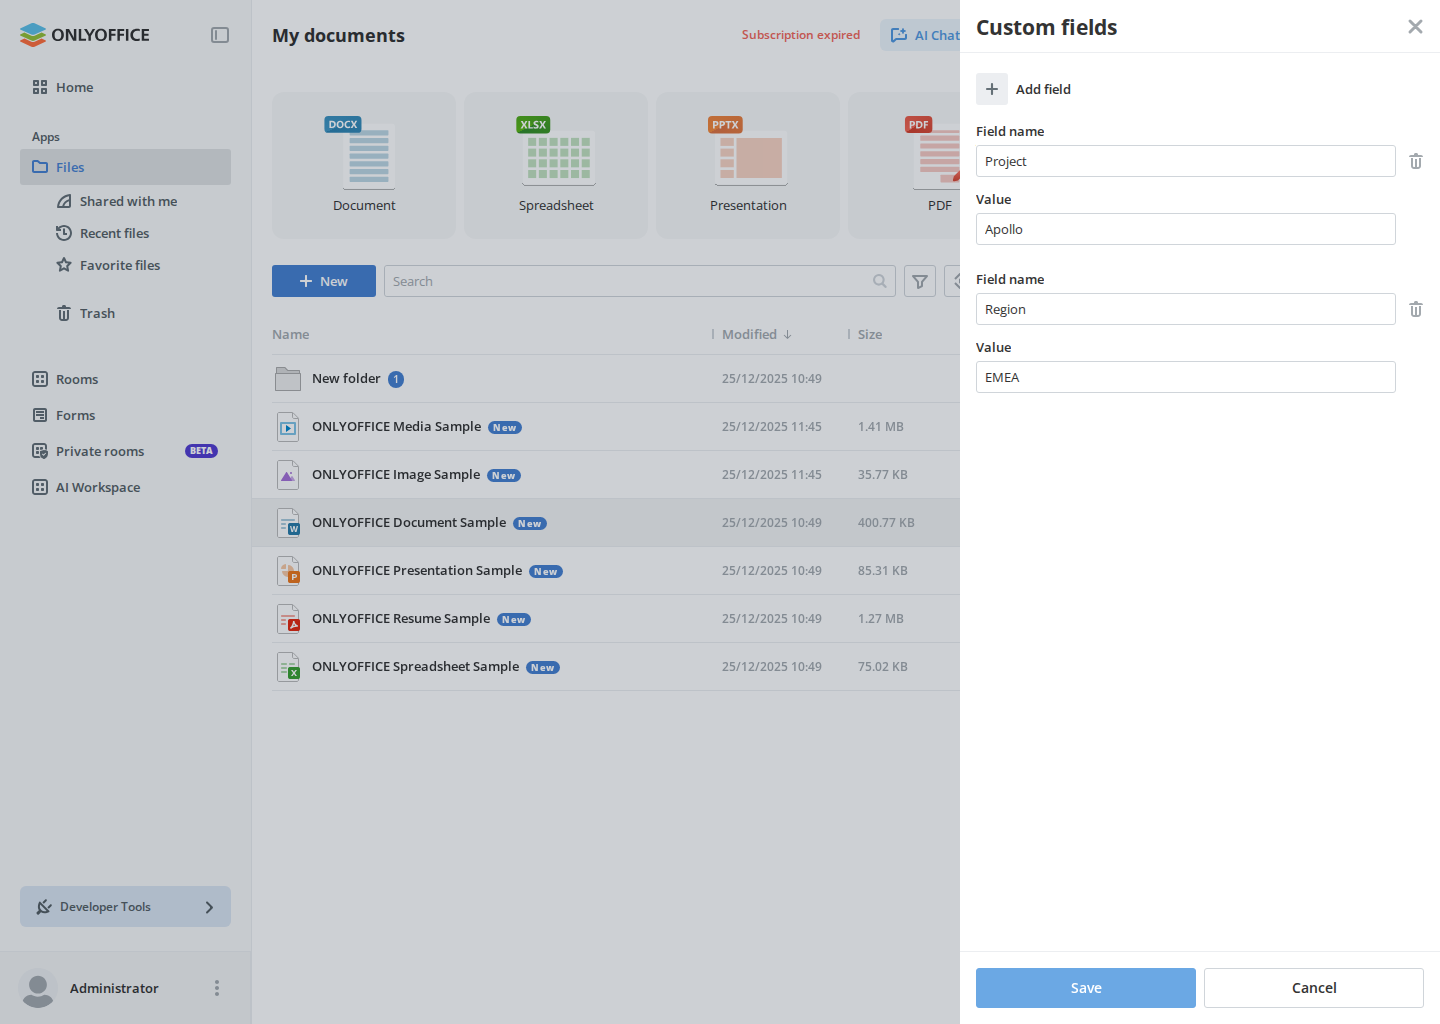 ONLYOFFICE
Home
Apps
Files
Shared with me
Recent files
Favorite files
Trash
Rooms
Forms
Private rooms BETA
AI Workspace
Developer Tools
Administrator
My documents
Subscription expired
AI Chat
DOCX
Document
XLSX
Spreadsheet
PPTX
Presentation
PDF
PDF
New
Search
Name Modified Size
New folder 1 25/12/2025 10:49
ONLYOFFICE Media Sample New 25/12/2025 11:45 1.41 MB
ONLYOFFICE Image Sample New 25/12/2025 11:45 35.77 KB
W
ONLYOFFICE Document Sample New 25/12/2025 10:49 400.77 KB
P
ONLYOFFICE Presentation Sample New 25/12/2025 10:49 85.31 KB
ONLYOFFICE Resume Sample New 25/12/2025 10:49 1.27 MB
X
ONLYOFFICE Spreadsheet Sample New 25/12/2025 10:49 75.02 KB
Custom fields
Add field
Field name
Project
Value
Apollo
Field name
Region
Value
EMEA
Save
Cancel